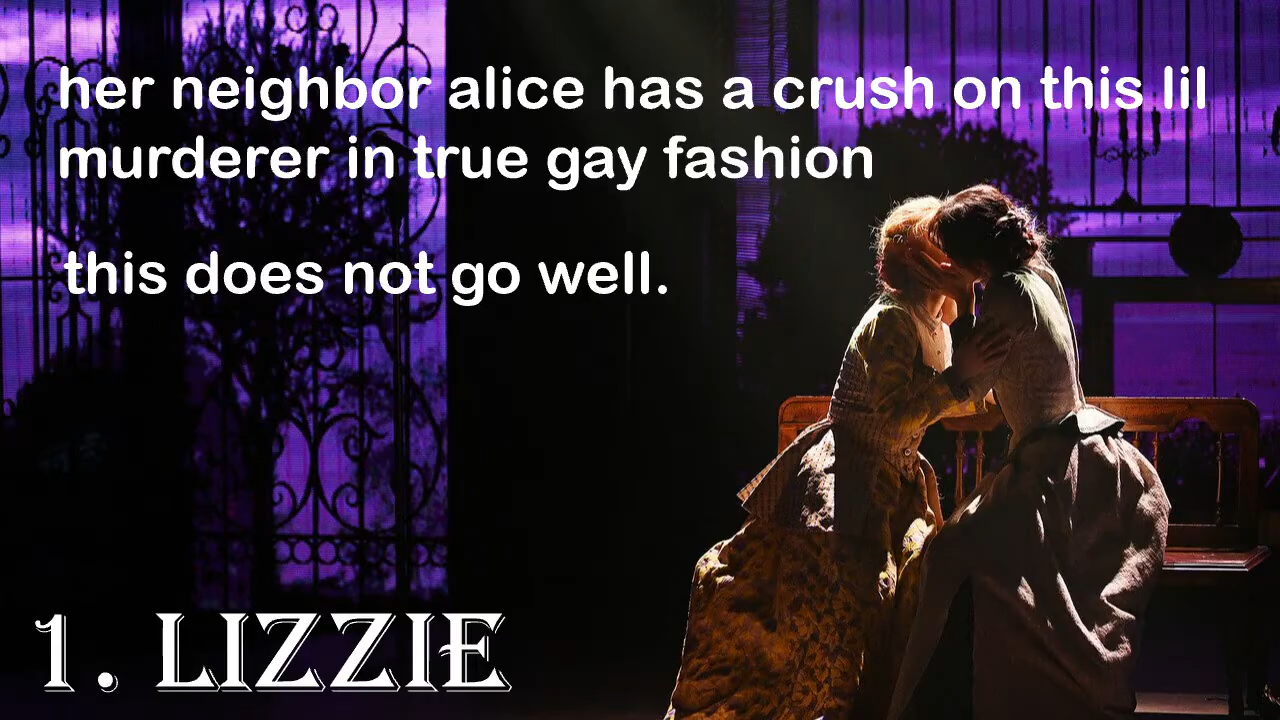 her neighbor alice has a crush on this lil
murderer in true gay fashion
this does not go well.
1. LIZZIE